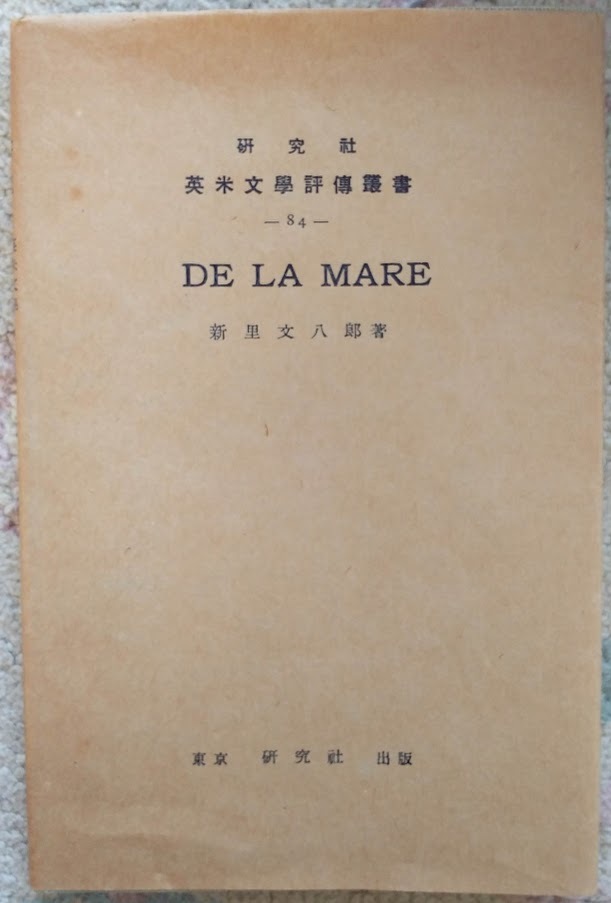 研究社
英米文學評傳叢書
— 84 —
DE LA MARE
新里文八郎著
東京 研究社 出版